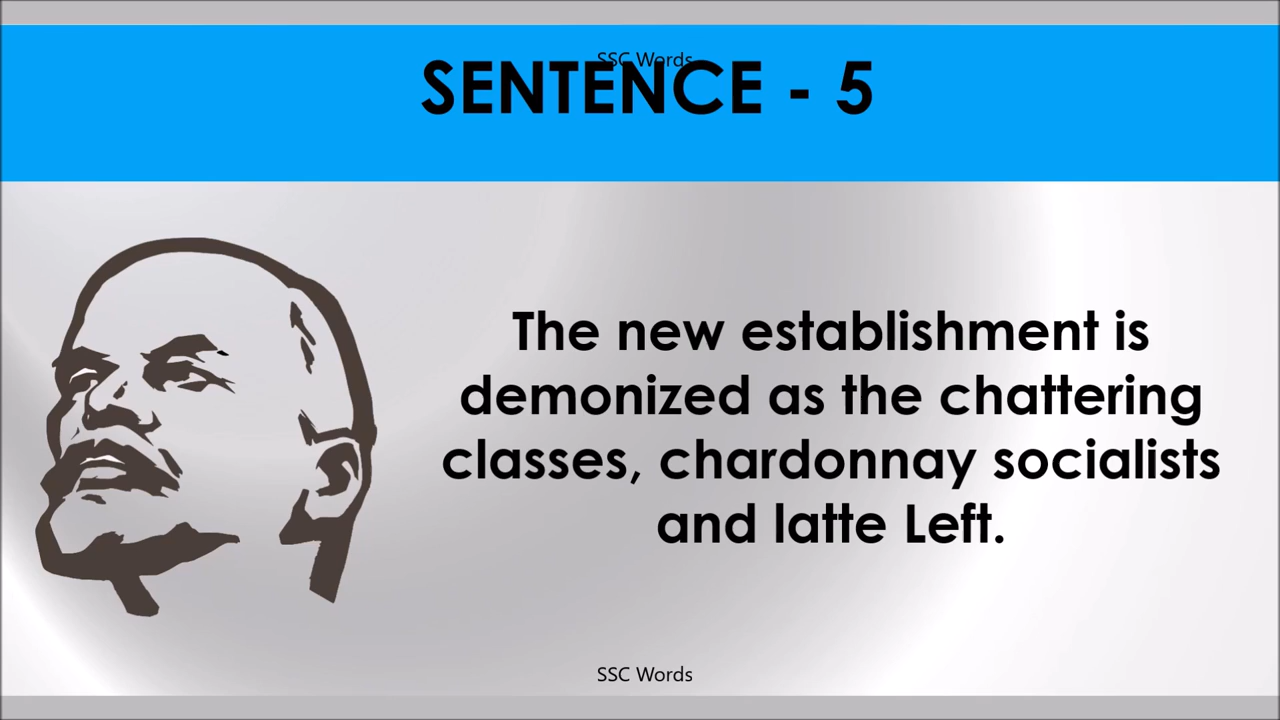 SSC Words
SENTENCE - 5
The new establishment is
demonized as the chattering
classes, chardonnay socialists
and latte Left.
SSC Words